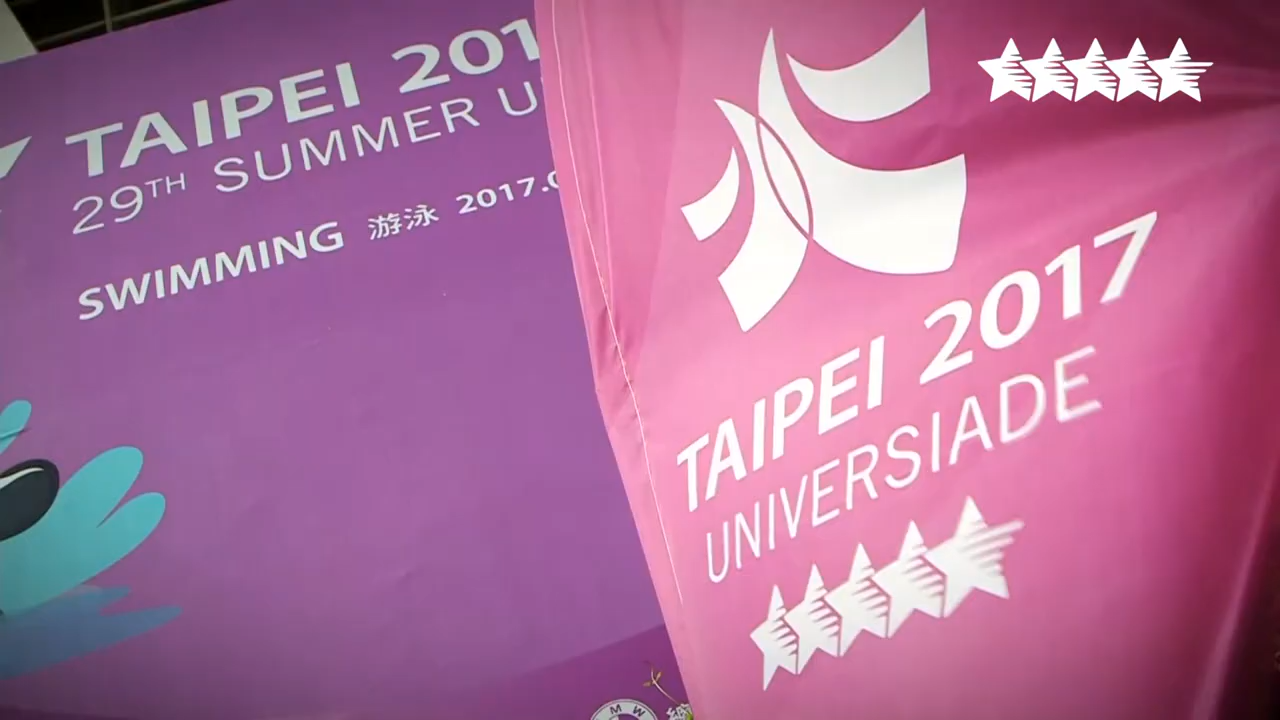 TAIPEI 201
29TH SUMMER U
SWIMMING 游泳 2017.0
TAIPEI 2017
UNIVERSIADE
M W